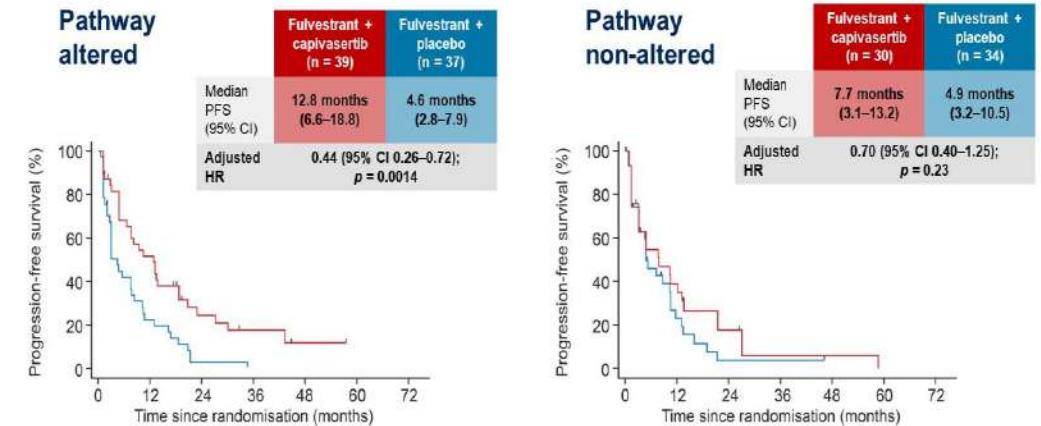 Pathway
altered
Fulvestrant +
capivasertib
(n = 39)
Fulvestrant +
placebo
(n = 37)
Median
PFS
(95% CI)
12.8 months
(6.6–18.8)
4.6 months
(2.8–7.9)
Adjusted
HR
0.44 (95% CI 0.26–0.72);
p = 0.0014
Progression-free survival (%)
100
80
60
40
20
0
0 12 24 36 48 60 72
Time since randomisation (months)
Pathway
non-altered
Fulvestrant +
capivasertib
(n = 30)
Fulvestrant +
placebo
(n = 34)
Median
PFS
(95% CI)
7.7 months
(3.1–13.2)
4.9 months
(3.2–10.5)
Adjusted
HR
0.70 (95% CI 0.40–1.25);
p = 0.23
Progression-free survival (%)
100
80
60
40
20
0
0 12 24 36 48 60 72
Time since randomisation (months)